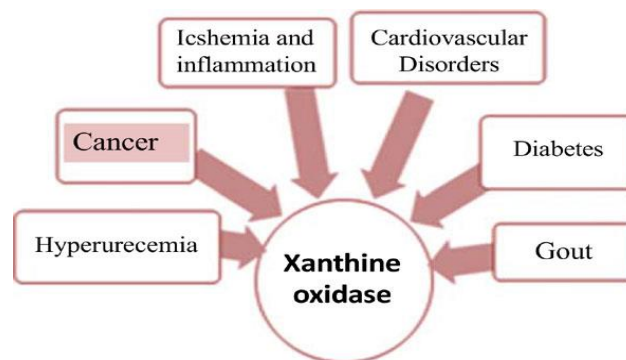 Icshemia and
inflammation
Cardiovascular
Disorders
Cancer
Diabetes
Hyperurecemia
Gout
Xanthine
oxidase